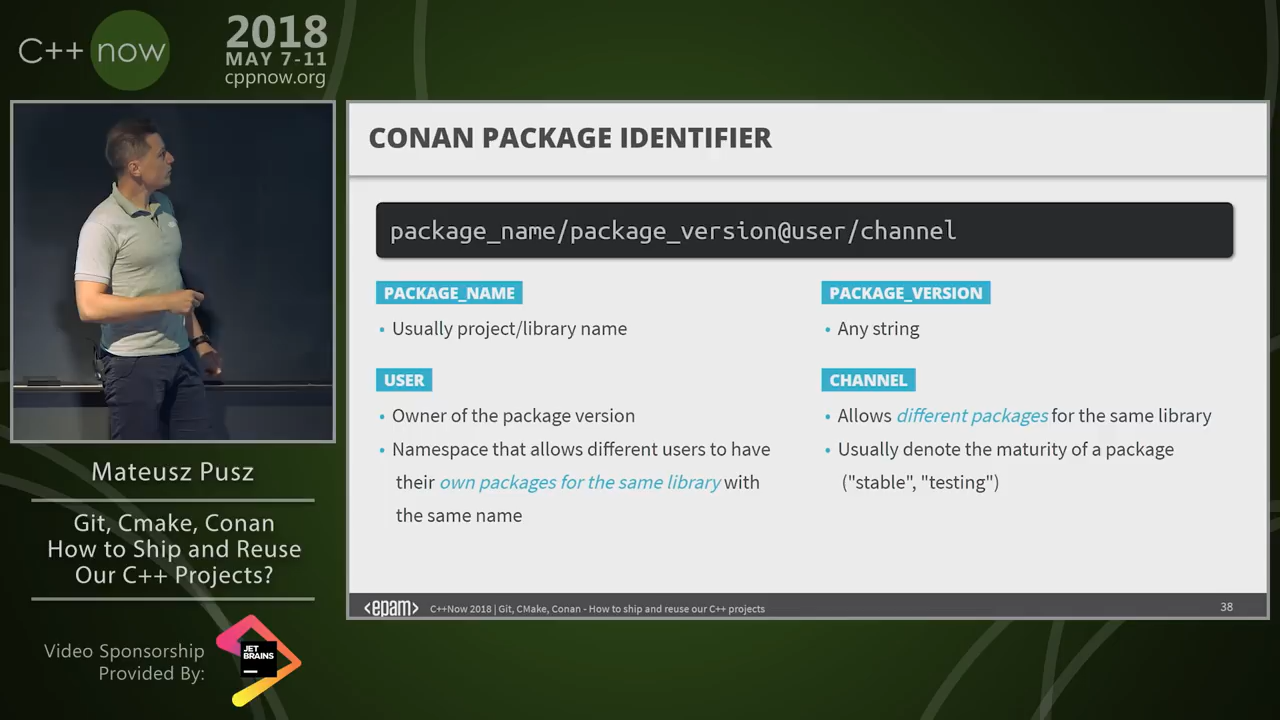 C++ now
2018
MAY 7-11
cppnow.org
CONAN PACKAGE IDENTIFIER
package_name/package_version@user/channel
PACKAGE_NAME
• Usually project/library name
PACKAGE_VERSION
• Any string
USER
• Owner of the package version
• Namespace that allows different users to have
their own packages for the same library with
the same name
CHANNEL
• Allows different packages for the same library
• Usually denote the maturity of a package
("stable", "testing")
<epam>
C++Now 2018 | Git, CMake, Conan - How to ship and reuse our C++ projects
38
Mateusz Pusz
Git, Cmake, Conan
How to Ship and Reuse
Our C++ Projects?
Video Sponsorship
Provided By:
JET
BRAINS